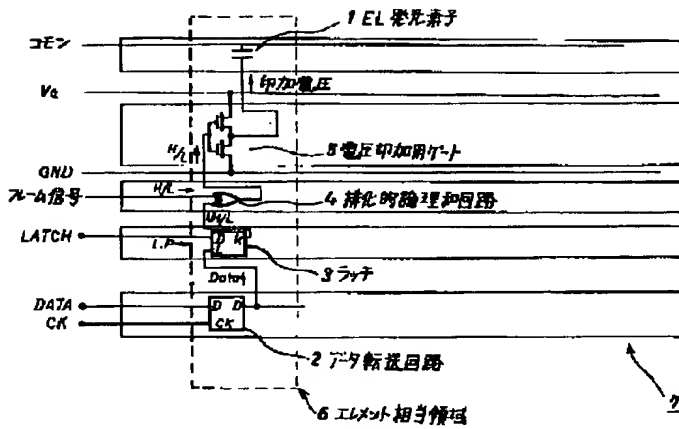 1 EL発光素子
コモン
印加電圧
Va
H/L
5 電圧印加用ゲート
GND
H/L
フレーム信号
4 排他的論理和回路
H/L
LATCH
L.P
D
3 ラッチ
Data
DATA
D D
CK
CK
2 データ転送回路
7
6 エレメント相当領域